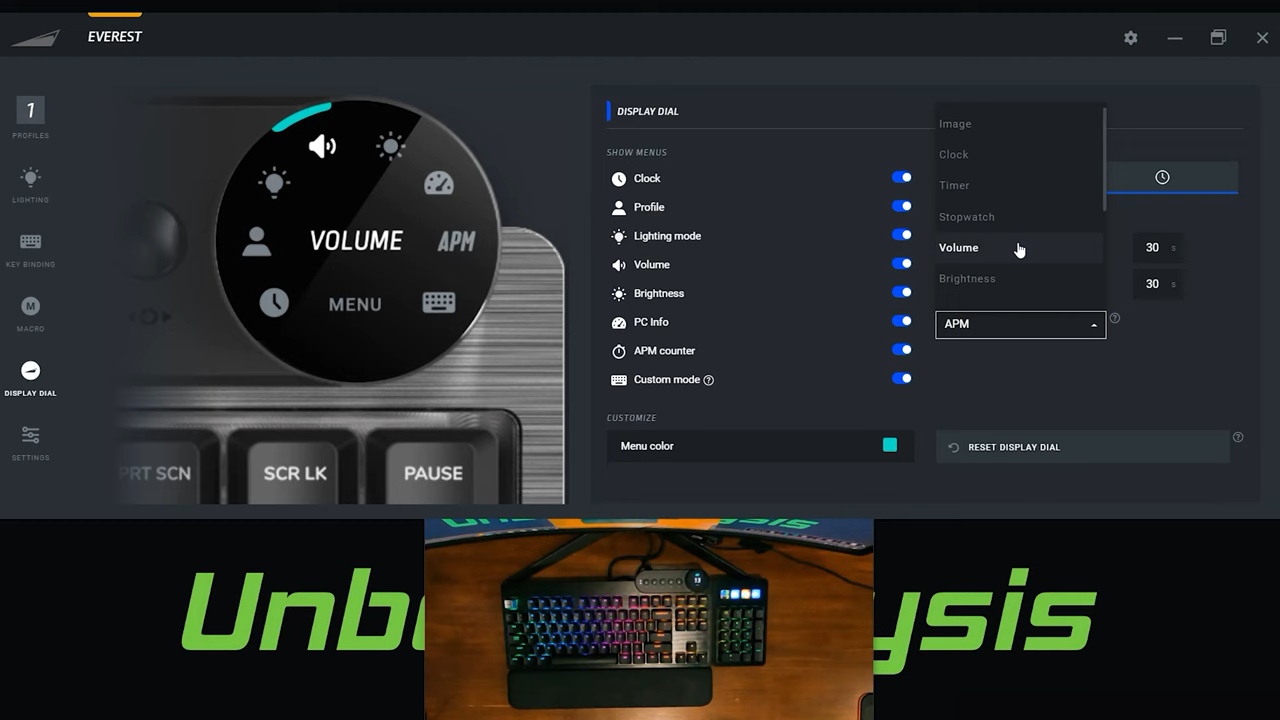 EVEREST
1
PROFILES
LIGHTING
KEY BINDING
M
MACRO
DISPLAY DIAL
SETTINGS
VOLUME
APM
MENU
PRT SCN
SCR LK
PAUSE
DISPLAY DIAL
SHOW MENUS
Clock
Profile
Lighting mode
Volume
Brightness
PC Info
APM counter
Custom mode ?
CUSTOMIZE
Menu color
Image
Clock
Timer
Stopwatch
Volume
Brightness
APM
?
30 s
30 s
RESET DISPLAY DIAL
?